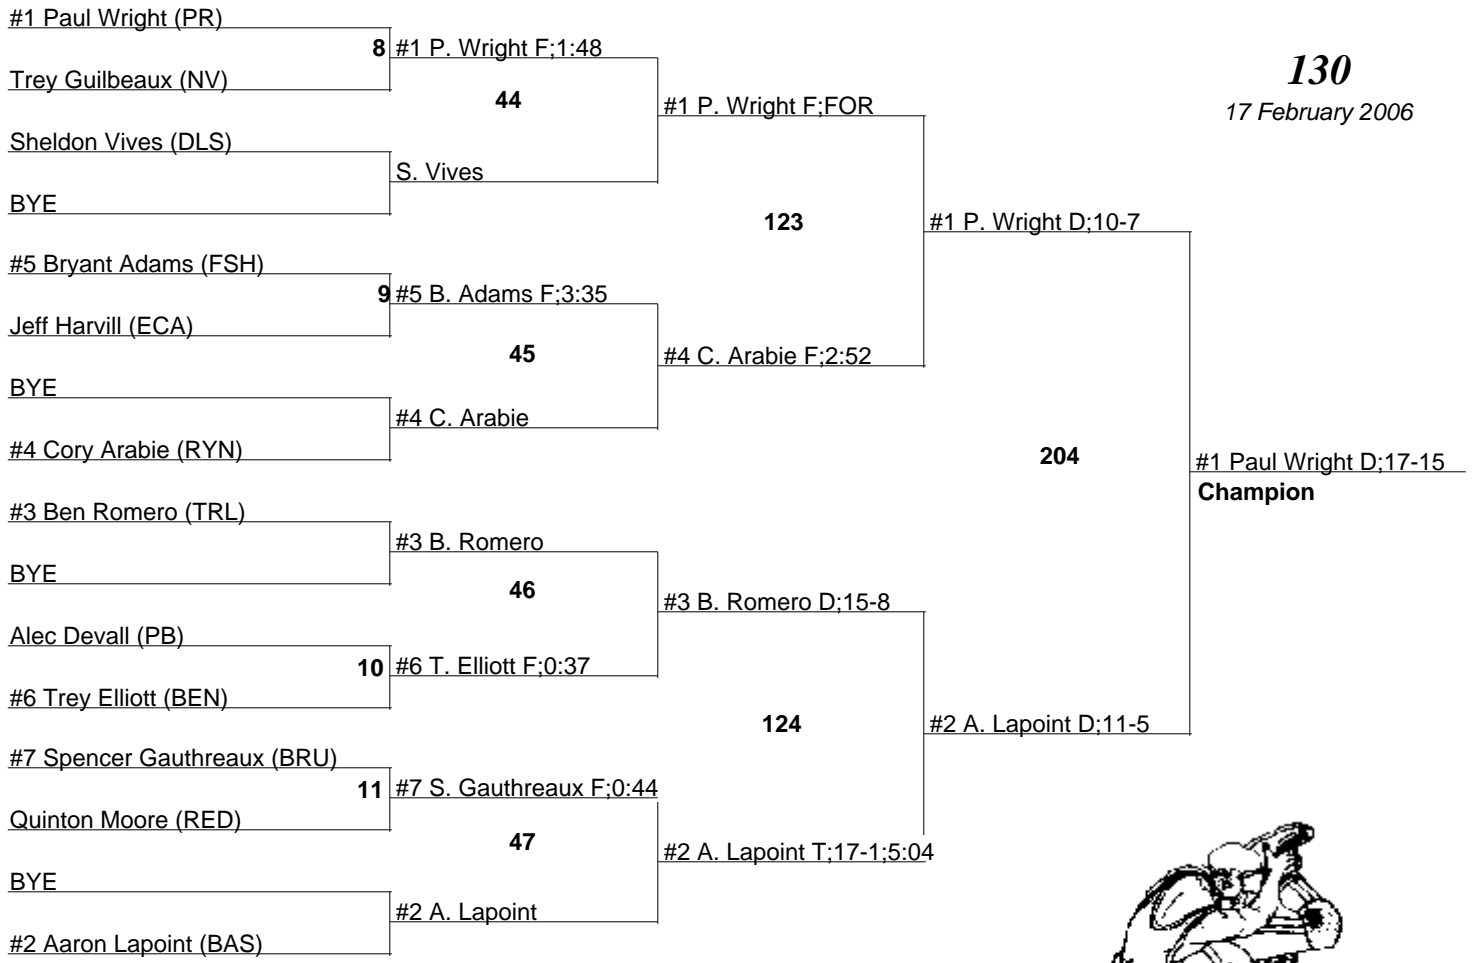 #1 Paul Wright (PR)
8 #1 P. Wright F;1:48
130
Trey Guilbeaux (NV)
44
#1 P. Wright F;FOR
17 February 2006
Sheldon Vives (DLS)
S. Vives
BYE
123
#1 P. Wright D;10-7
#5 Bryant Adams (FSH)
9 #5 B. Adams F;3:35
Jeff Harvill (ECA)
45
#4 C. Arabie F;2:52
BYE
#4 C. Arabie
#4 Cory Arabie (RYN)
204
#1 Paul Wright D;17-15
Champion
#3 Ben Romero (TRL)
#3 B. Romero
BYE
46
#3 B. Romero D;15-8
Alec Devall (PB)
10 #6 T. Elliott F;0:37
#6 Trey Elliott (BEN)
124
#2 A. Lapoint D;11-5
#7 Spencer Gauthreaux (BRU)
11 #7 S. Gauthreaux F;0:44
Quinton Moore (RED)
47
#2 A. Lapoint T;17-1;5:04
BYE
#2 A. Lapoint
#2 Aaron Lapoint (BAS)